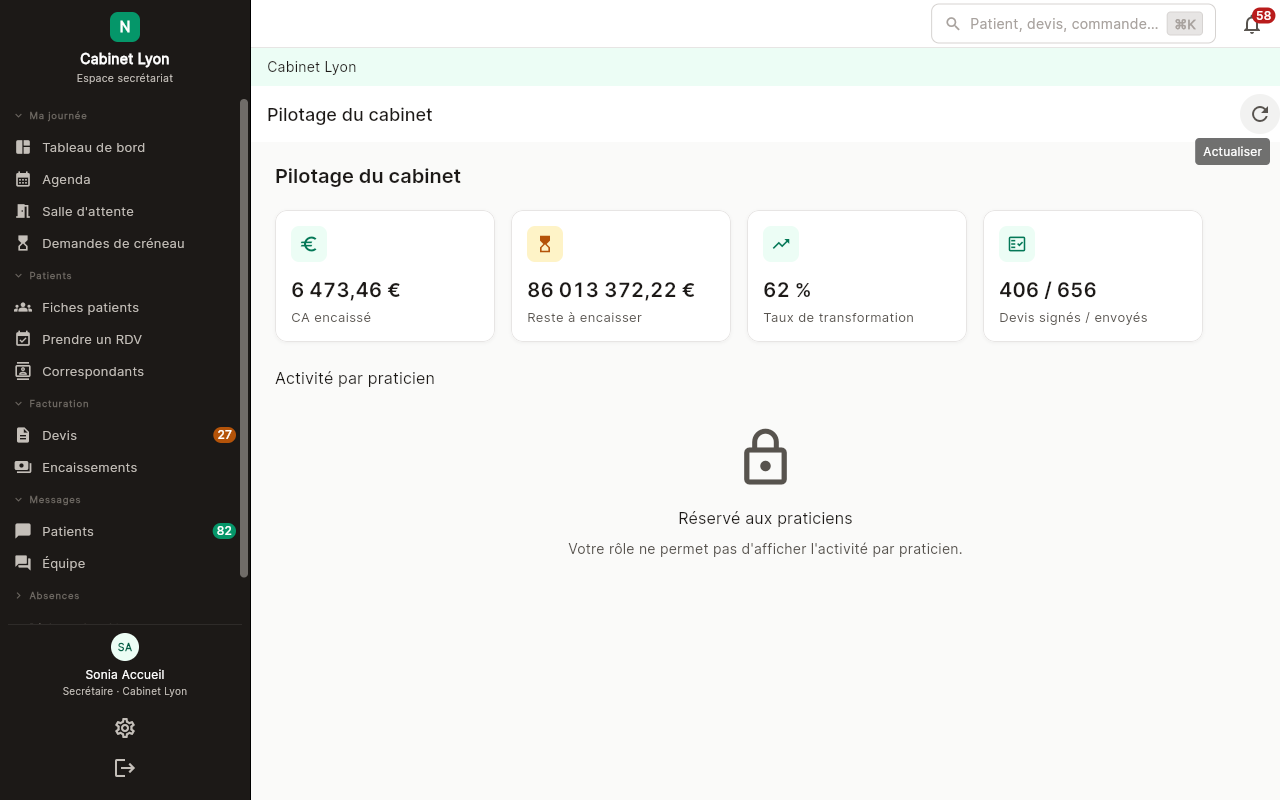 N
Cabinet Lyon
Espace secrétariat
Ma journée
Tableau de bord
Agenda
Salle d'attente
Demandes de créneau
Patients
Fiches patients
Prendre un RDV
Correspondants
Facturation
Devis 27
Encaissements
Messages
Patients 82
Équipe
Absences
SA
Sonia Accueil
Secrétaire · Cabinet Lyon
Patient, devis, commande... ⌘K
58
Cabinet Lyon
Pilotage du cabinet
Actualiser
Pilotage du cabinet
6 473,46 €
CA encaissé
86 013 372,22 €
Reste à encaisser
62 %
Taux de transformation
406 / 656
Devis signés / envoyés
Activité par praticien
Réservé aux praticiens
Votre rôle ne permet pas d'afficher l'activité par praticien.